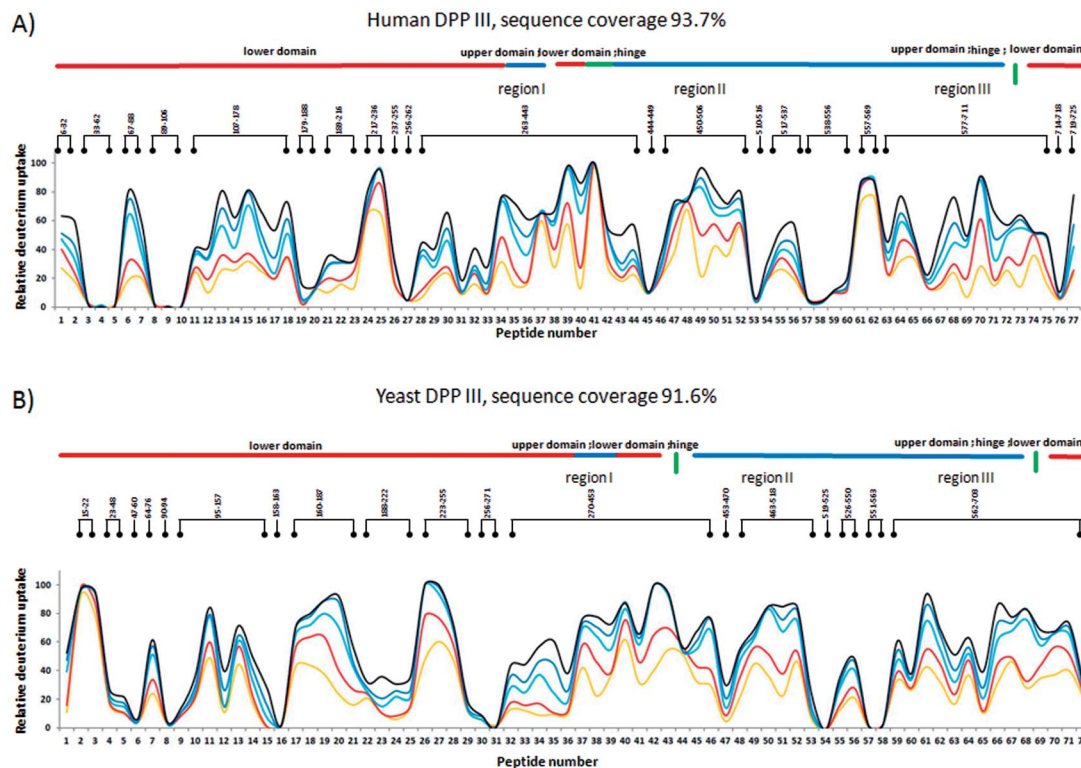 A)
Human DPP III, sequence coverage 93.7%
lower domain
upper domain ;lower domain ;hinge
upper domain ;hinge ; lower domain
region I
region II
region III
6-32
33-62
67-88
89-106
107-178
179-188
189-216
217-236
237-255
256-262
263-443
444-449
450-506
510-516
517-537
538-556
557-569
577-711
714-718
719-725
Relative deuterium uptake
100
80
60
40
20
0
1 2 3 4 5 6 7 8 9 10 11 12 13 14 15 16 17 18 19 20 21 22 23 24 25 26 27 28 29 30 31 32 33 34 35 36 37 38 39 40 41 42 43 44 45 46 47 48 49 50 51 52 53 54 55 56 57 58 59 60 61 62 63 64 65 66 67 68 69 70 71 72 73 74 75 76 77
Peptide number
B)
Yeast DPP III, sequence coverage 91.6%
lower domain
upper domain ;lower domain ;hinge
upper domain ; hinge ;lower domain
region I
region II
region III
15-22
23-48
47-60
64-76
90-94
95-157
158-163
160-187
188-222
223-255
256-271
270-453
453-470
463-518
519-525
526-550
551-563
562-703
Relative deuterium uptake
100
80
60
40
20
0
1 2 3 4 5 6 7 8 9 10 11 12 13 14 15 16 17 18 19 20 21 22 23 24 25 26 27 28 29 30 31 32 33 34 35 36 37 38 39 40 41 42 43 44 45 46 47 48 49 50 51 52 53 54 55 56 57 58 59 60 61 62 63 64 65 66 67 68 69 70 71
Peptide number